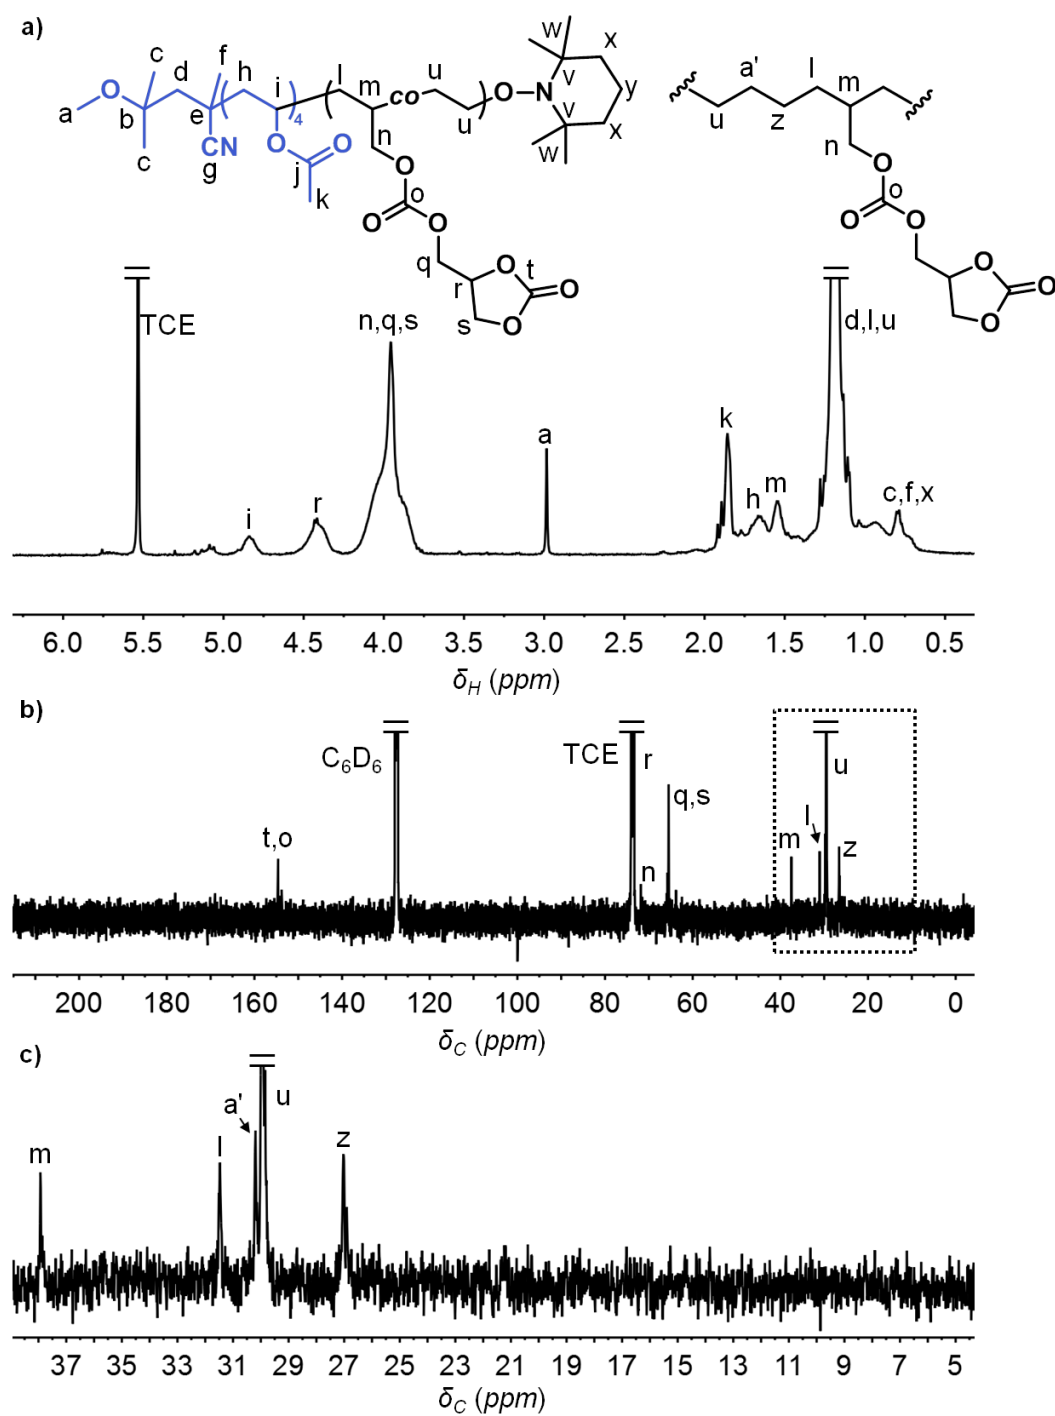 a)
c d f h i l m u w x
a O b e 4 co O N v y
c CN g O O n u v w x
j k O o
O O
q O t
r O
s O
a' l m
u z n
O
o
O O
O
O
O
TCE
n,q,s
d,l,u
i r a k h m c,f,x
6.0 5.5 5.0 4.5 4.0 3.5 3.0 2.5 2.0 1.5 1.0 0.5
δH (ppm)
b)
C6D6 TCE r u
t,o n q,s m l z
200 180 160 140 120 100 80 60 40 20 0
δC (ppm)
c)
m l a' u z
37 35 33 31 29 27 25 23 21 19 17 15 13 11 9 7 5
δC (ppm)